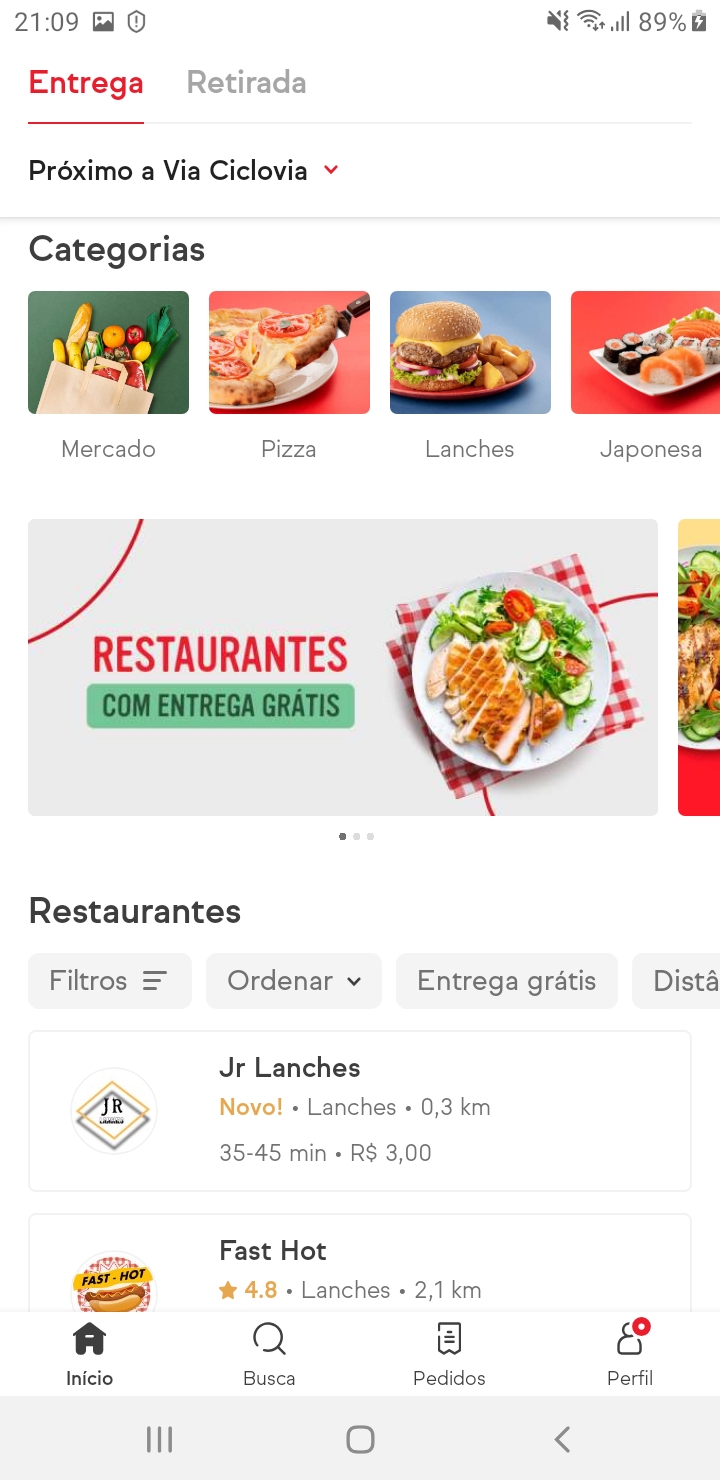 21:09
89%
Entrega Retirada
Próximo a Via Ciclovia
Categorias
Mercado Pizza Lanches Japonesa
RESTAURANTES
COM ENTREGA GRÁTIS
Restaurantes
Filtros Ordenar Entrega grátis Distâ
JR
Jr Lanches
Novo! • Lanches • 0,3 km
35-45 min • R$ 3,00
FAST - HOT
Fast Hot
4.8 • Lanches • 2,1 km
Início Busca Pedidos Perfil